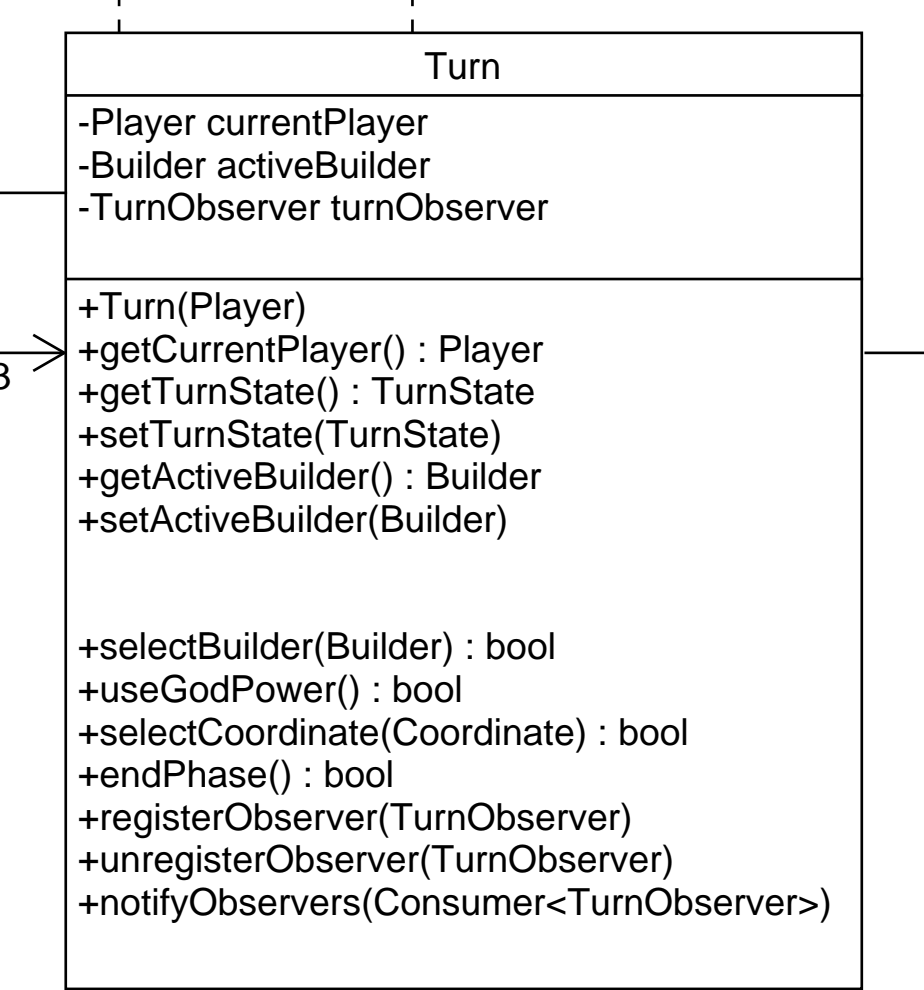 Turn
-Player currentPlayer
-Builder activeBuilder
-TurnObserver turnObserver
+Turn(Player)
+getCurrentPlayer() : Player
+getTurnState() : TurnState
+setTurnState(TurnState)
+getActiveBuilder() : Builder
+setActiveBuilder(Builder)
+selectBuilder(Builder) : bool
+useGodPower() : bool
+selectCoordinate(Coordinate) : bool
+endPhase() : bool
+registerObserver(TurnObserver)
+unregisterObserver(TurnObserver)
+notifyObservers(Consumer<TurnObserver>)